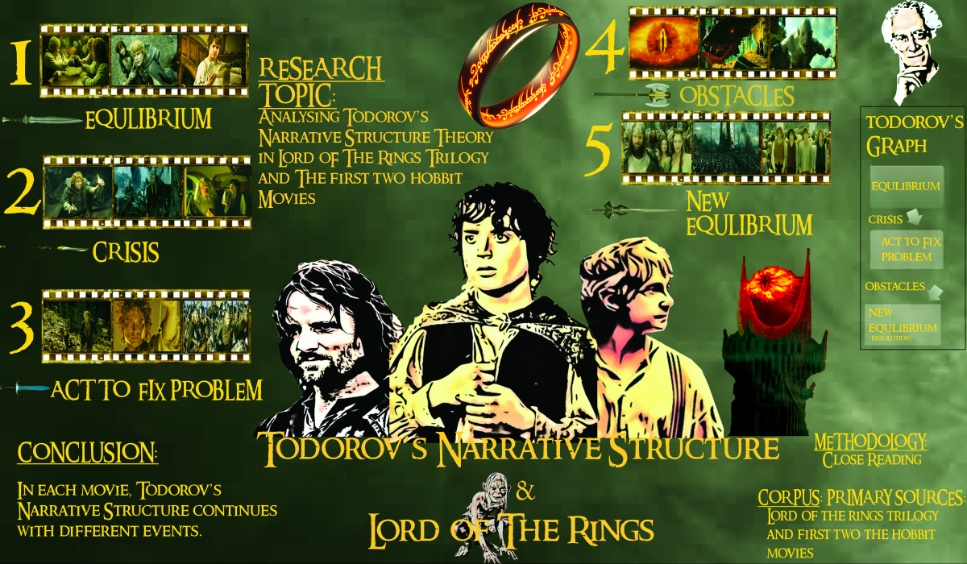 1
EQULIBRIUM
2
CRISIS
3
ACT TO FIX PROBLEM
RESEARCH
TOPIC:
ANALYSING TODOROV'S
NARRATIVE STRUCTURE THEORY
IN LORD OF THE RINGS TRILOGY
AND THE FIRST TWO HOBBIT
MOVIES
4
OBSTACLES
5
NEW
EQULIBRIUM
TODOROV'S
GRAPH
EQULIBRIUM
CRISIS
ACT TO FIX
PROBLEM
OBSTACLES
NEW
EQULIBRIUM
RESOLUTION
CONCLUSION:
IN EACH MOVIE, TODOROV'S
NARRATIVE STRUCTURE CONTINUES
WITH DIFFERENT EVENTS.
TODOROV'S NARRATIVE STRUCTURE
&
LORD OF THE RINGS
METHODOLOGY:
CLOSE READING
CORPUS: PRIMARY SOURCES:
LORD OF THE RINGS TRILOGY
AND FIRST TWO THE HOBBIT
MOVIES